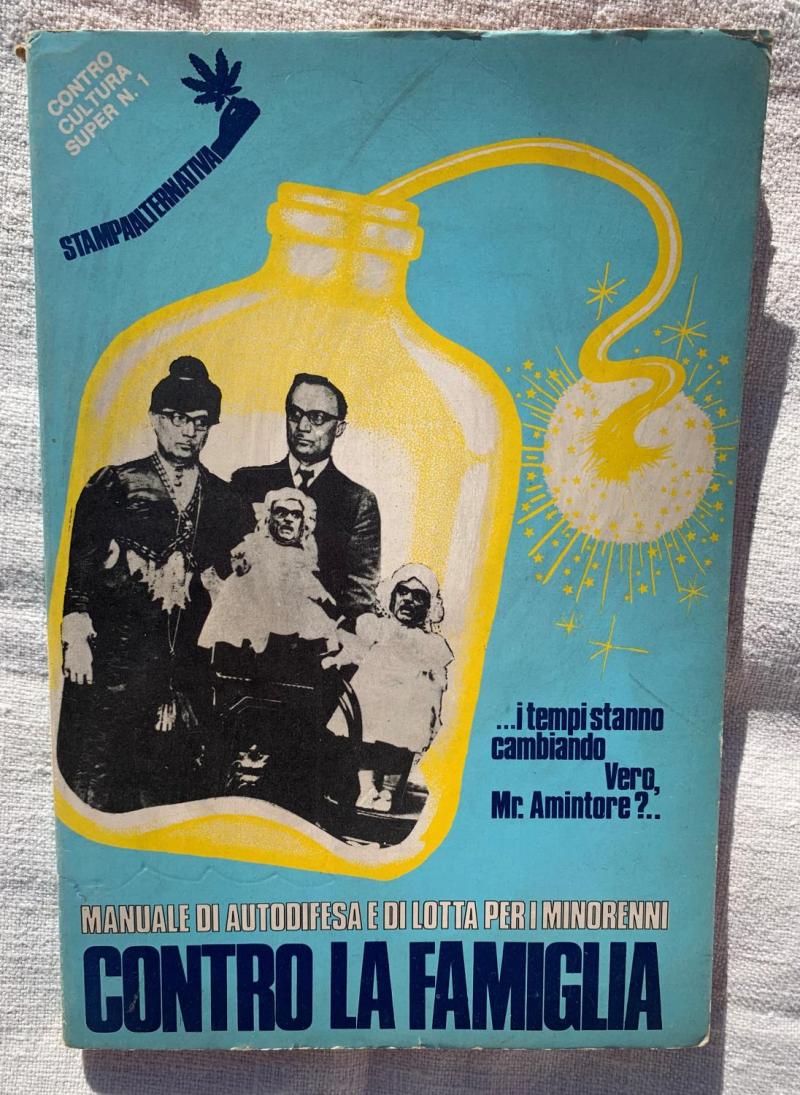 CONTRO
CULTURA
SUPER N. 1
STAMPAALTERNATIVA
...i tempi stanno
cambiando
Vero,
Mr. Amintore?..
MANUALE DI AUTODIFESA E DI LOTTA PER I MINORENNI
CONTRO LA FAMIGLIA